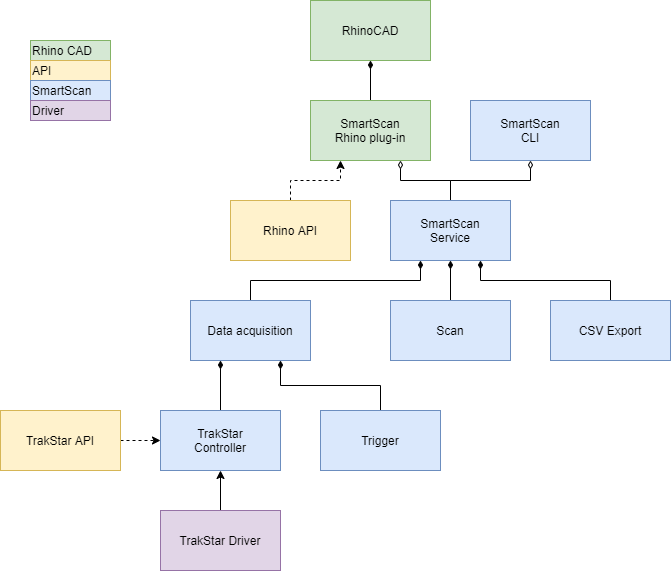 RhinoCAD
Rhino CAD
API
SmartScan
Driver
SmartScan
Rhino plug-in
SmartScan
CLI
Rhino API
SmartScan
Service
Data acquisition
Scan
CSV Export
TrakStar API
TrakStar
Controller
Trigger
TrakStar Driver